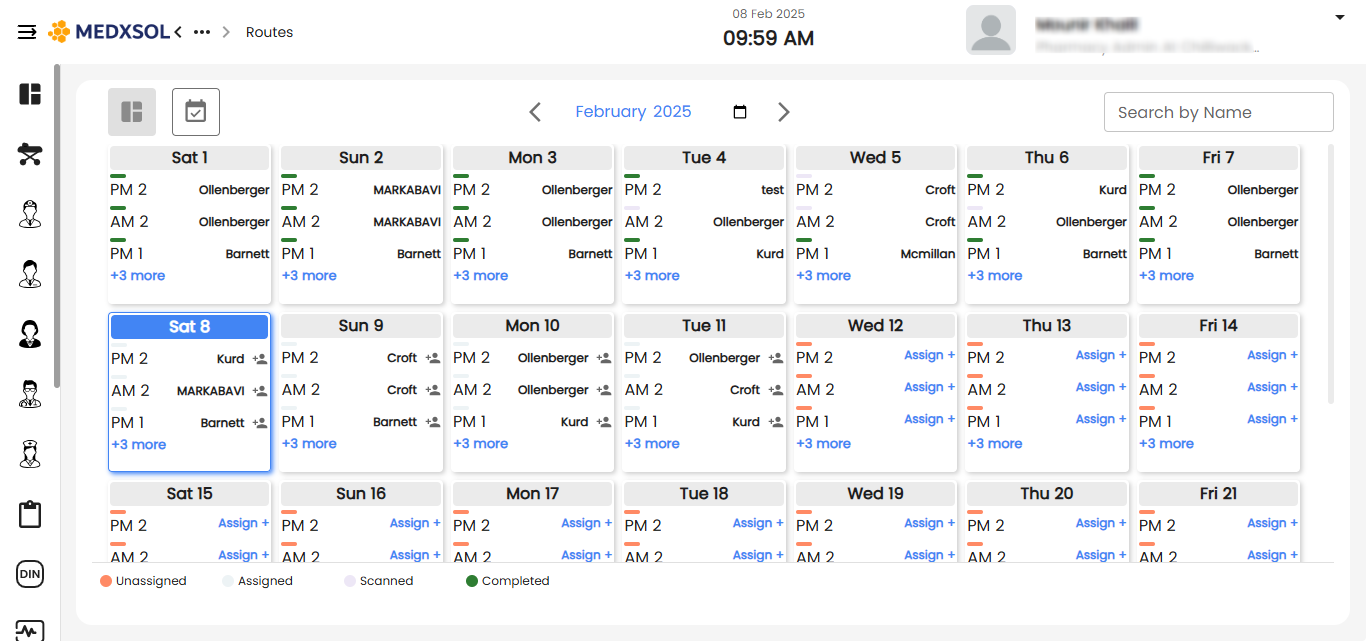 08 Feb 2025
MEDXSOL
Routes
09:59 AM
February 2025
Search by Name
Sat 1 Sun 2 Mon 3 Tue 4 Wed 5 Thu 6 Fri 7
PM 2 Ollenberger PM 2 MARKABAVI PM 2 Ollenberger PM 2 test PM 2 Croft PM 2 Kurd PM 2 Ollenberger
AM 2 Ollenberger AM 2 MARKABAVI AM 2 Ollenberger AM 2 Ollenberger AM 2 Croft AM 2 Ollenberger AM 2 Ollenberger
PM 1 Barnett PM 1 Barnett PM 1 Barnett PM 1 Kurd PM 1 Mcmillan PM 1 Barnett PM 1 Barnett
+3 more +3 more +3 more +3 more +3 more +3 more +3 more
Sat 8 Sun 9 Mon 10 Tue 11 Wed 12 Thu 13 Fri 14
PM 2 Kurd PM 2 Croft PM 2 Ollenberger PM 2 Ollenberger PM 2 Assign + PM 2 Assign + PM 2 Assign +
AM 2 MARKABAVI AM 2 Croft AM 2 Ollenberger AM 2 Croft AM 2 Assign + AM 2 Assign + AM 2 Assign +
PM 1 Barnett PM 1 Barnett PM 1 Kurd PM 1 Kurd PM 1 Assign + PM 1 Assign + PM 1 Assign +
+3 more +3 more +3 more +3 more +3 more +3 more +3 more
Sat 15 Sun 16 Mon 17 Tue 18 Wed 19 Thu 20 Fri 21
PM 2 Assign + PM 2 Assign + PM 2 Assign + PM 2 Assign + PM 2 Assign + PM 2 Assign + PM 2 Assign +
AM 2 Assign + AM 2 Assign + AM 2 Assign + AM 2 Assign + AM 2 Assign + AM 2 Assign + AM 2 Assign +
Unassigned Assigned Scanned Completed
DIN